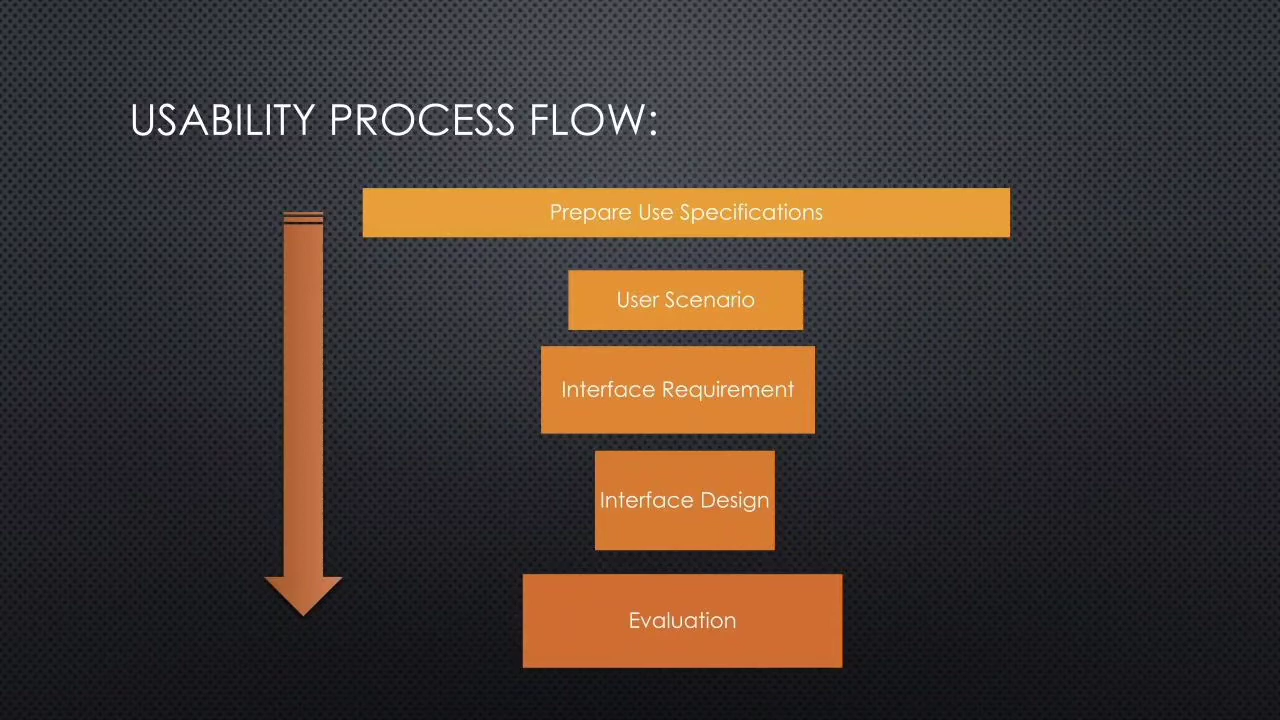 USABILITY PROCESS FLOW:
Prepare Use Specifications
User Scenario
Interface Requirement
Interface Design
Evaluation